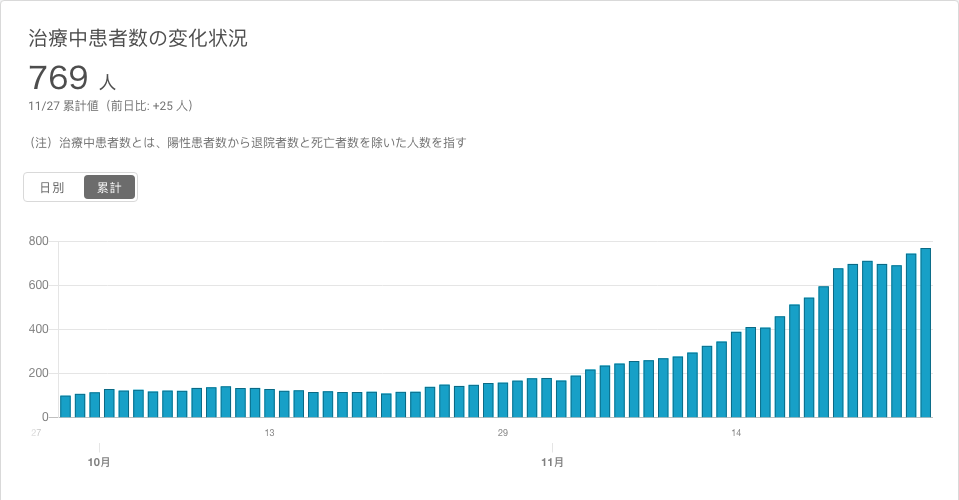 治療中患者数の変化状況
769 人
11/27 累計値（前日比: +25 人）
（注）治療中患者数とは、陽性患者数から退院者数と死亡者数を除いた人数を指す
日別 累計
800
600
400
200
0
27 13 29 14
10月 11月